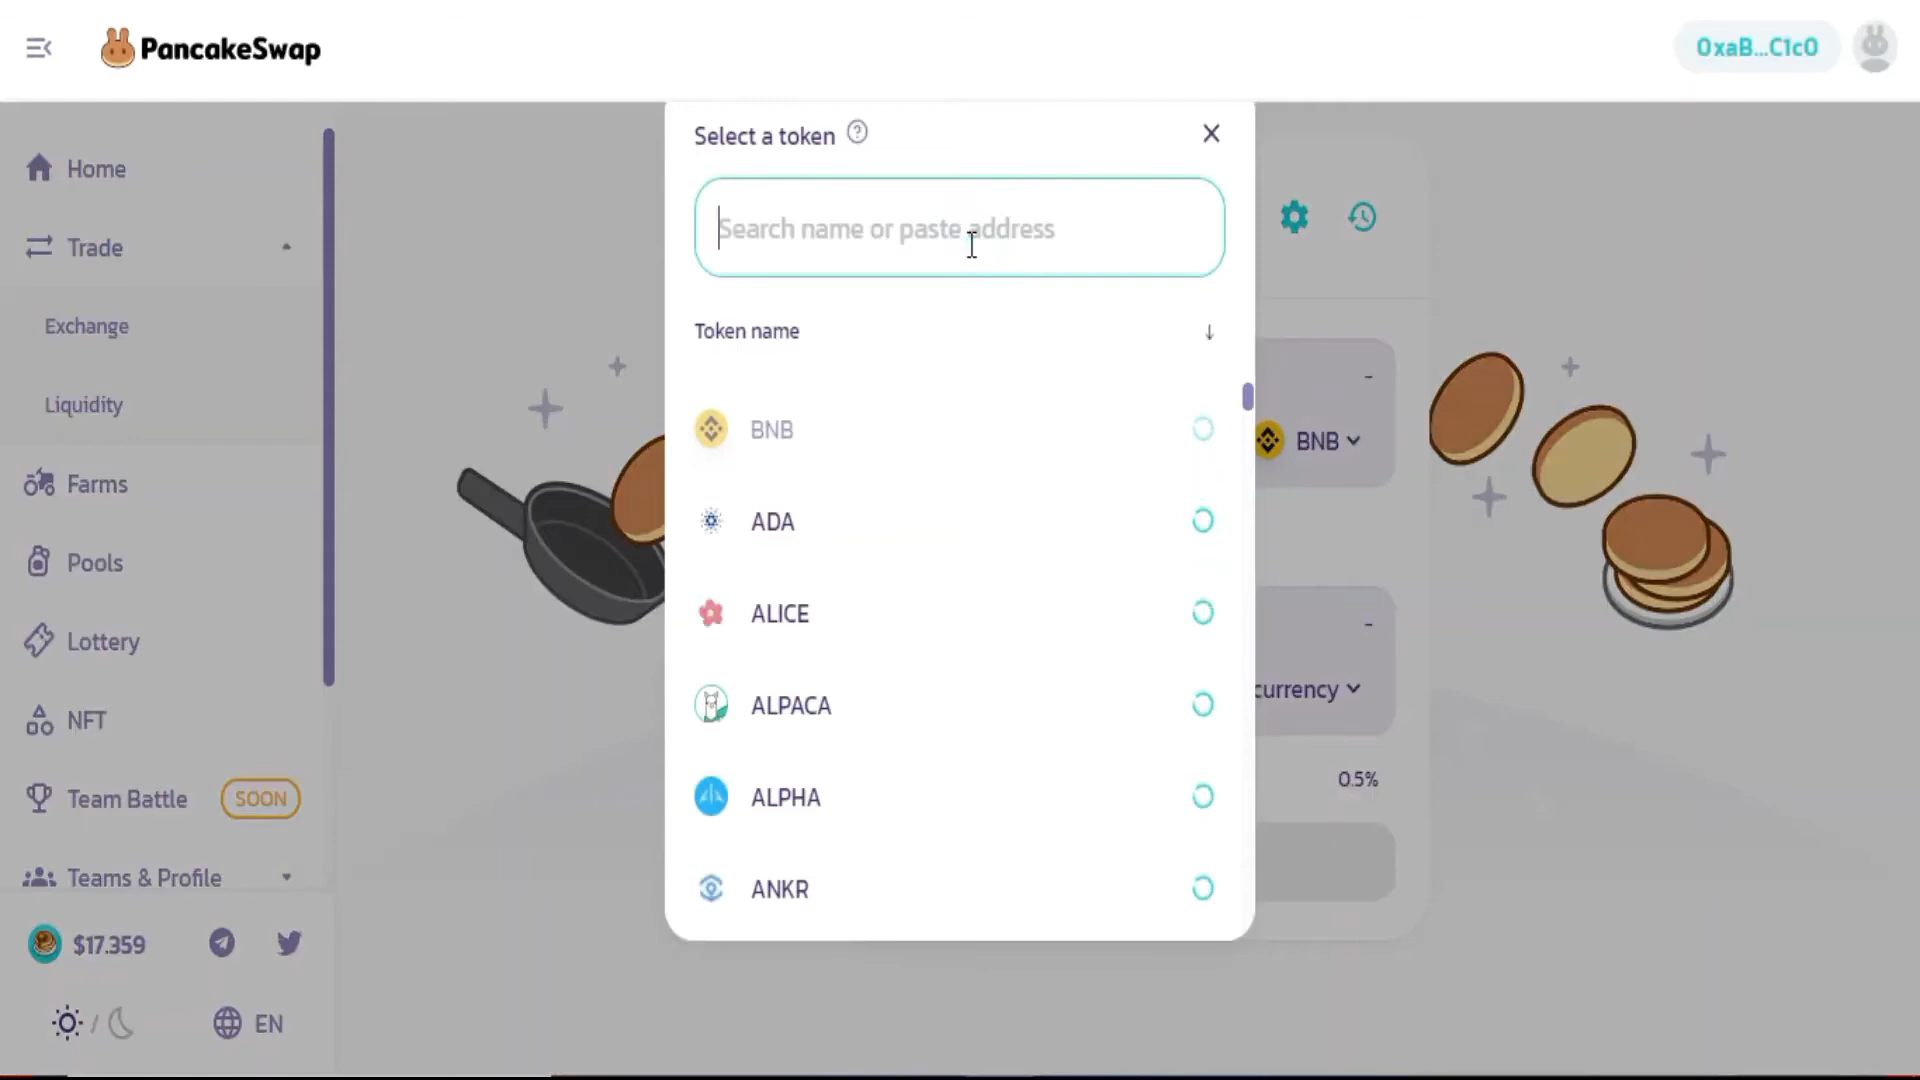 PancakeSwap
0xaB...C1c0
Home
Trade
Exchange
Liquidity
Farms
Pools
Lottery
NFT
Team Battle SOON
Teams & Profile
$17.359
/ EN
Select a token
Search name or paste address
Token name
BNB
ADA
ALICE
ALPACA
ALPHA
ANKR
-
BNB
-
currency
0.5%